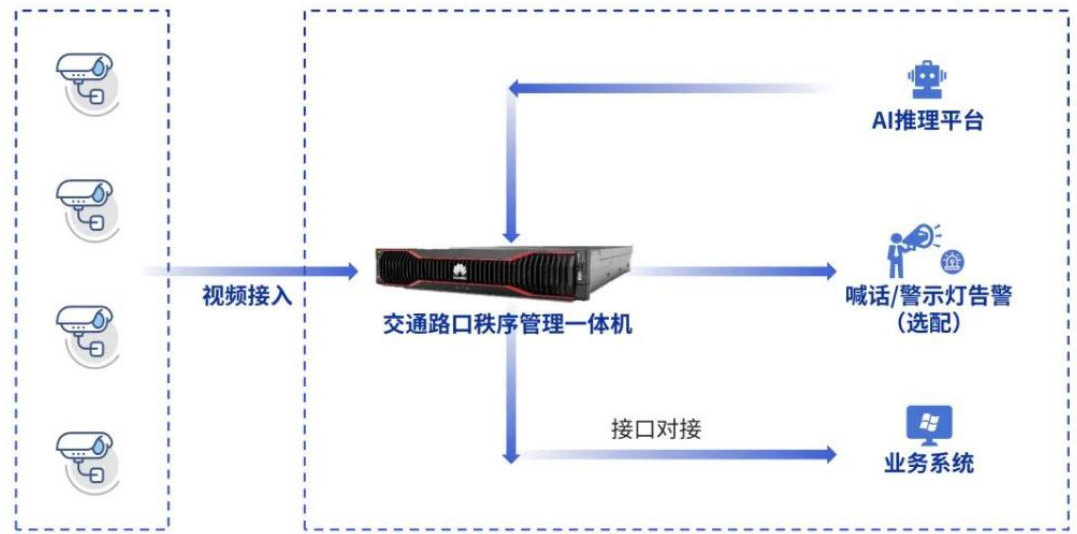 AI推理平台
视频接入
交通路口秩序管理一体机
喊话/警示灯告警
（选配）
接口对接
业务系统